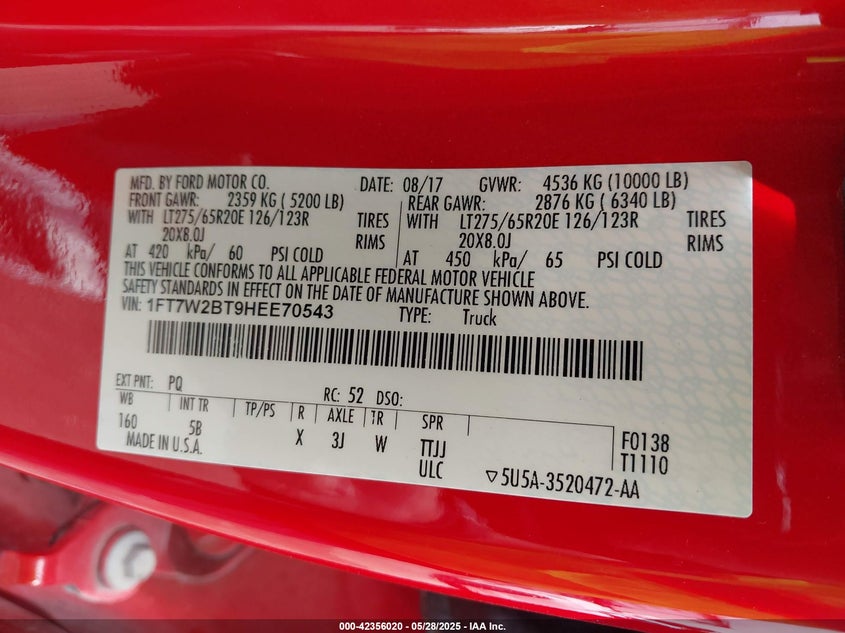 MFD. BY FORD MOTOR CO. DATE: 08/17 GVWR: 4536 KG (10000 LB)
FRONT GAWR: 2359 KG ( 5200 LB) REAR GAWR: 2876 KG ( 6340 LB)
WITH LT275/65R20E 126/123R TIRES WITH LT275/65R20E 126/123R TIRES
20X8.0J RIMS 20X8.0J RIMS
AT 420 kPa/ 60 PSI COLD AT 450 kPa/ 65 PSI COLD
THIS VEHICLE CONFORMS TO ALL APPLICABLE FEDERAL MOTOR VEHICLE
SAFETY STANDARDS IN EFFECT ON THE DATE OF MANUFACTURE SHOWN ABOVE.
VIN: 1FT7W2BT9HEE70543 TYPE: Truck
EXT PNT: PQ RC: 52 DSO:
WB INT TR TP/PS R AXLE TR SPR
160 5B X 3J W TTJJ F0138
MADE IN U.S.A. ULC T1110
▽5U5A-3520472-AA
000-42356020 - 05/28/2025 - IAA Inc.